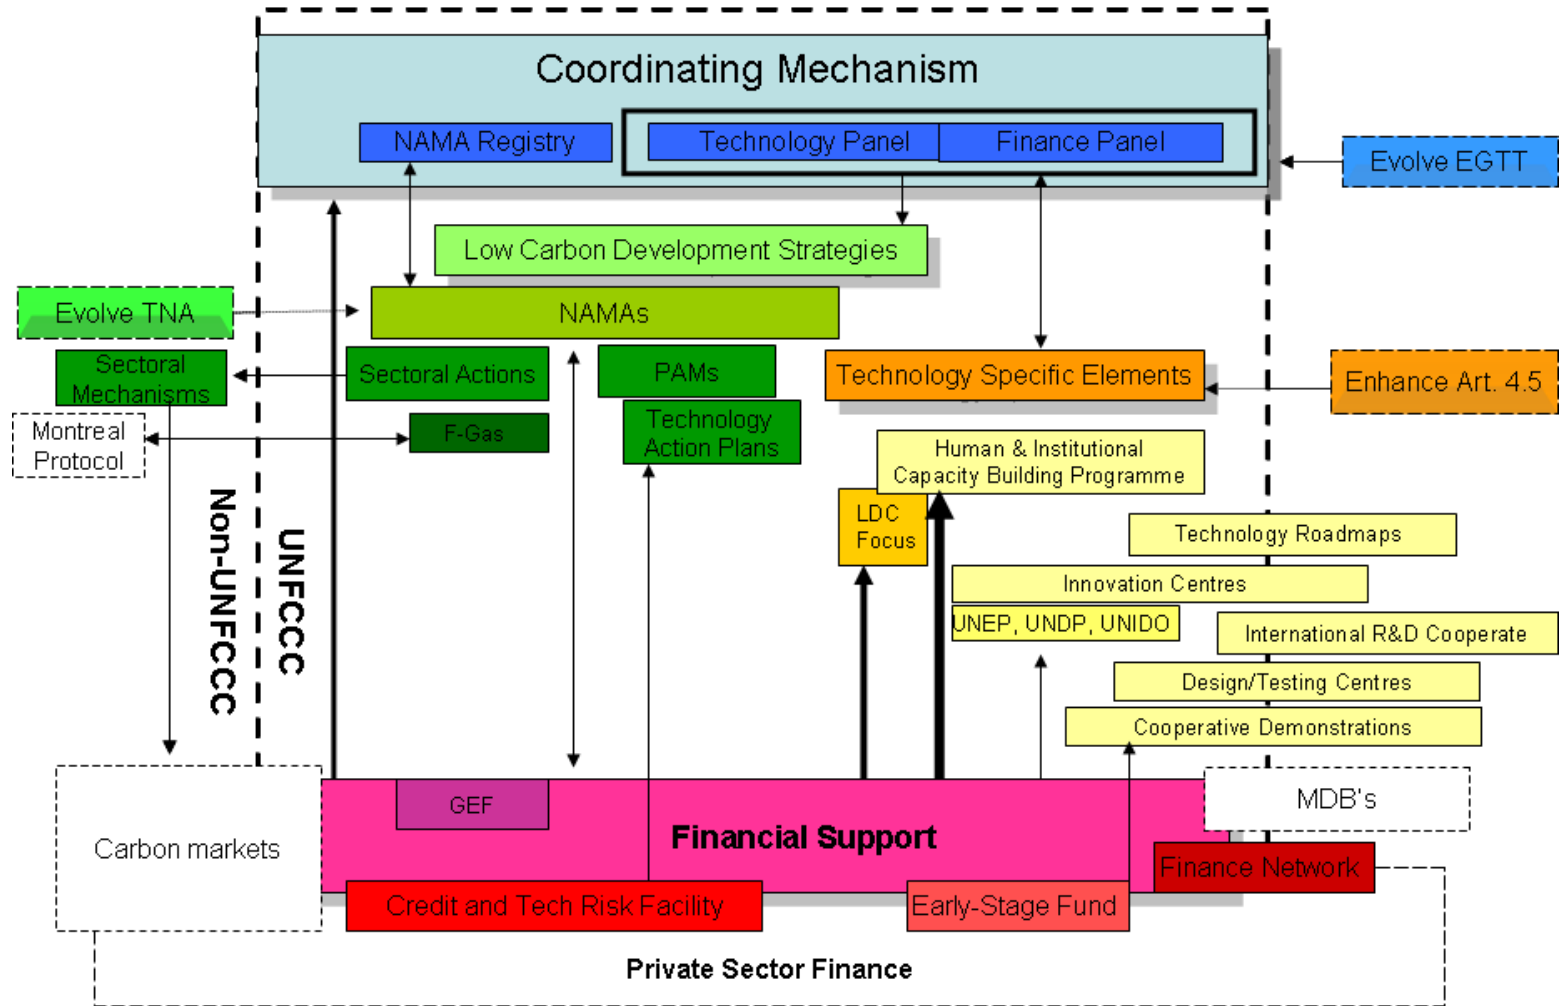 Coordinating Mechanism
NAMA Registry
Technology Panel
Finance Panel
Evolve EGTT
Low Carbon Development Strategies
Evolve TNA
NAMAs
Sectoral
Mechanisms
Sectoral Actions
PAMs
Technology Specific Elements
Enhance Art. 4.5
Montreal
Protocol
F-Gas
Technology
Action Plans
Human & Institutional
Capacity Building Programme
LDC
Focus
Technology Roadmaps
Innovation Centres
UNEP, UNDP, UNIDO
International R&D Cooperate
Design/Testing Centres
Cooperative Demonstrations
Non-UNFCCC
UNFCCC
GEF
MDB's
Financial Support
Carbon markets
Finance Network
Credit and Tech Risk Facility
Early-Stage Fund
Private Sector Finance